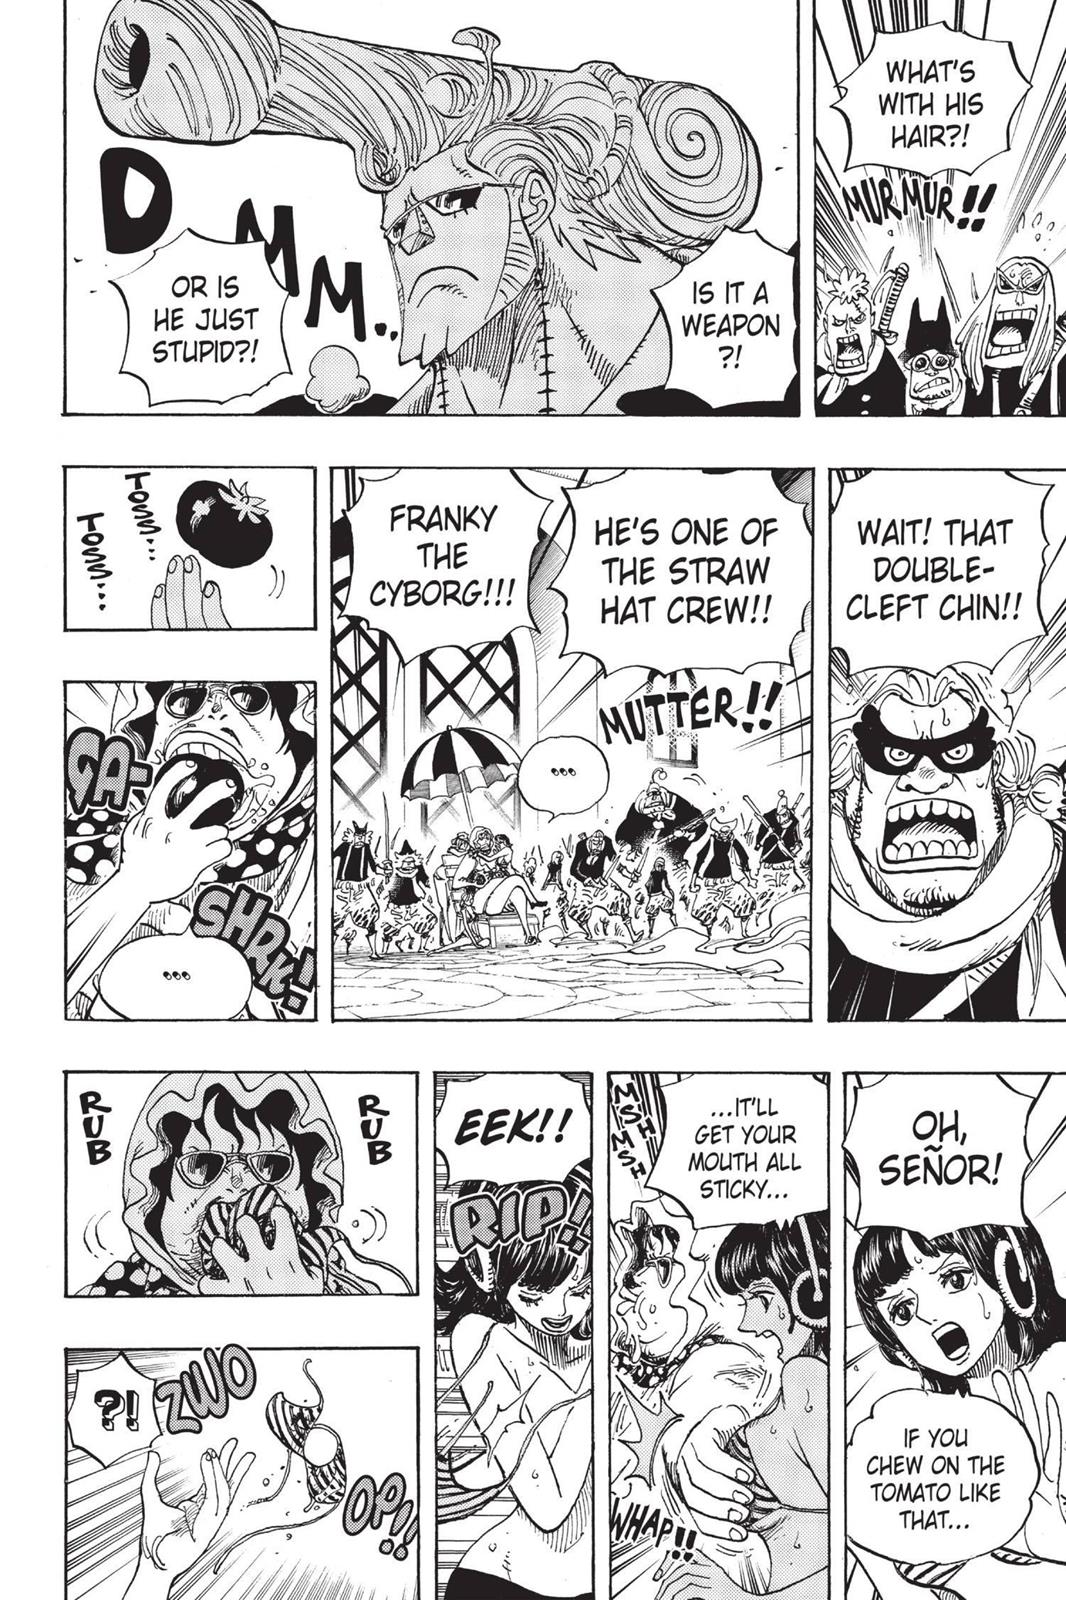 WHAT'S
WITH HIS
HAIR?!
MURMUR!!
IS IT A
WEAPON
?!
DMMM..
OR IS
HE JUST
STUPID?!
WAIT! THAT
DOUBLE-
CLEFT CHIN!!
HE'S ONE OF
THE STRAW
HAT CREW!!
FRANKY
THE
CYBORG!!!
MUTTER!!
...
TOSS...
TOSS...
GA-
SHRK!
...
OH,
SEÑOR!
IF YOU
CHEW ON THE
TOMATO LIKE
THAT...
...IT'LL
GET YOUR
MOUTH ALL
STICKY...
MSH
MSH
WHAP!!
EEK!!
RIP!!
RUB
RUB
ZWO
OP!!
?!